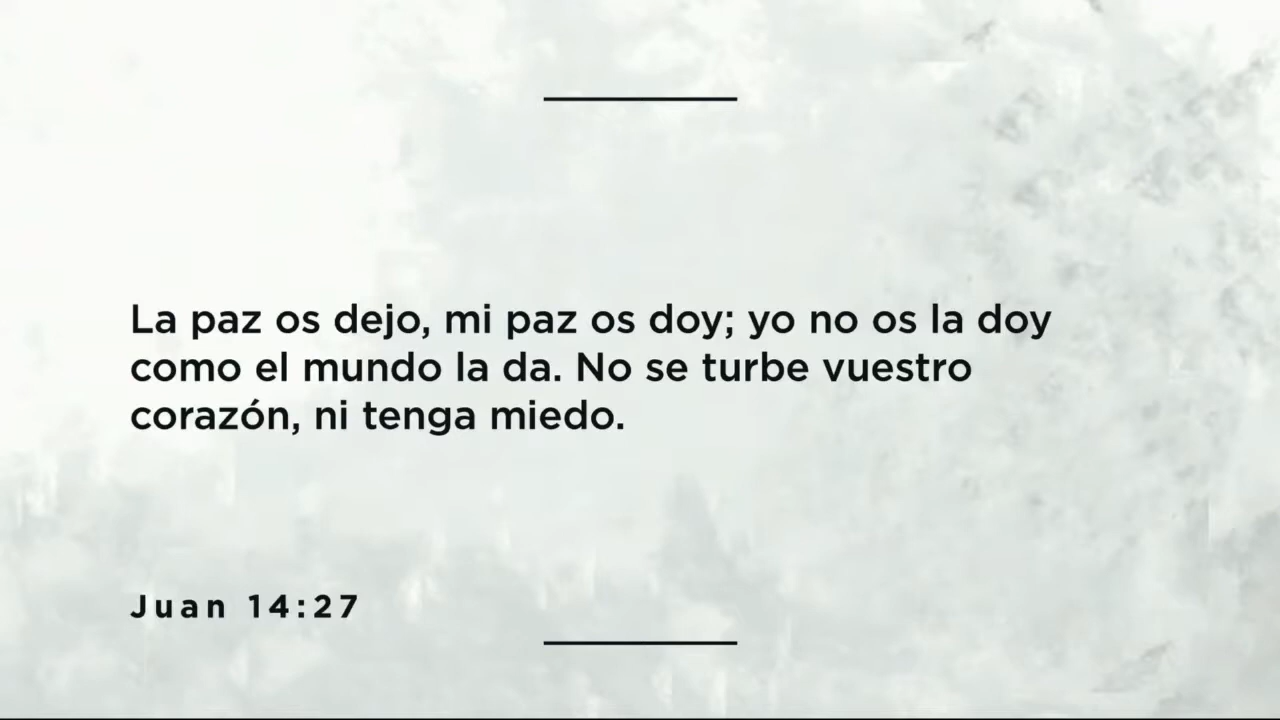 La paz os dejo, mi paz os doy; yo no os la doy
como el mundo la da. No se turbe vuestro
corazón, ni tenga miedo.
Juan 14:27